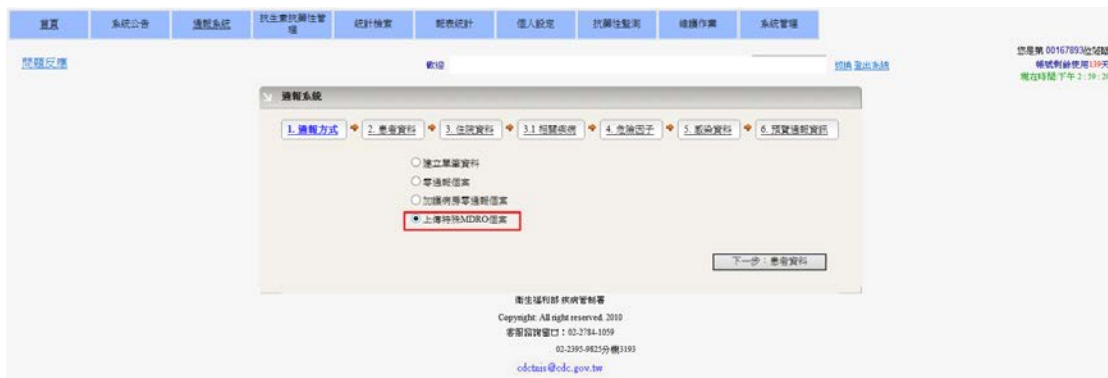 首頁
系統公告
通報系統
抗生素抗藥性管理
統計檢索
報表統計
個人設定
抗藥性監測
維護作業
系統管理
問題反應
歡迎
切換 登出系統
您是第 00167893位
帳號剩餘使用139天
現在時間 下午 2 : 59 : 20
通報系統
1. 通報方式
2. 患者資料
3. 住院資料
3.1 相關疾病
4. 危險因子
5. 感染資料
6. 預覽通報資訊
建立單筆資料
零通報個案
加護病房零通報個案
上傳特殊MDRO個案
下一步：患者資料
衛生福利部 疾病管制署
Copyright: All right reserved. 2010
客服諮詢窗口：02-2784-1059
02-2395-9825分機3193
cdctnis@cdc.gov.tw